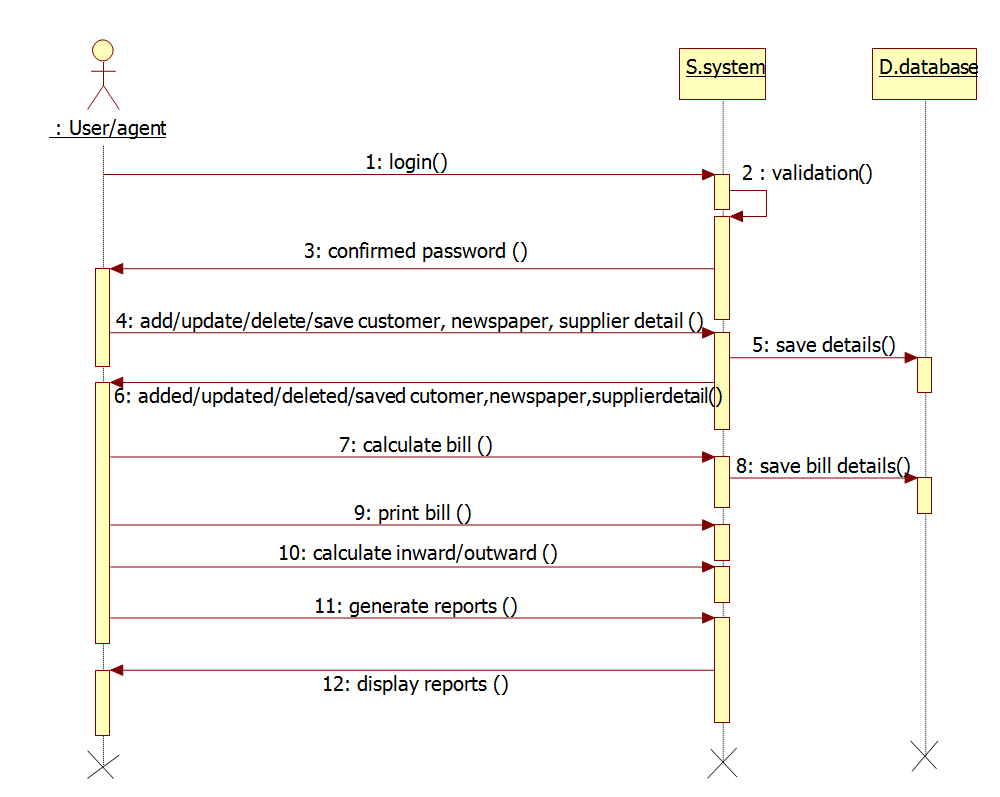 : User/agent
S.system
D.database
1: login()
2 : validation()
3: confirmed password ()
4: add/update/delete/save customer, newspaper, supplier detail ()
5: save details()
6: added/updated/deleted/saved cutomer,newspaper,supplierdetail()
7: calculate bill ()
8: save bill details()
9: print bill ()
10: calculate inward/outward ()
11: generate reports ()
12: display reports ()